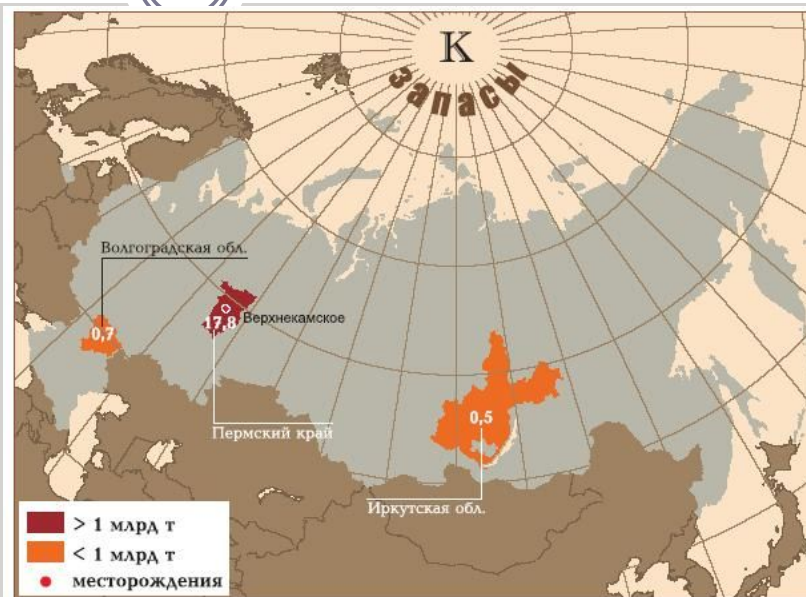 К
запасы
Волгоградская обл.
0,7
17,8
Верхнекамское
Пермский край
0,5
Иркутская обл.
> 1 млрд т
< 1 млрд т
месторождения